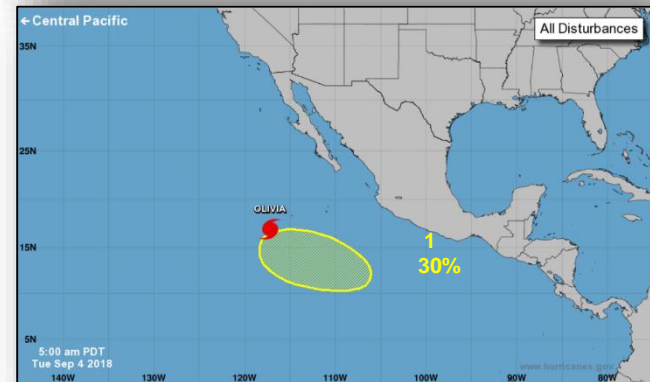 ← Central Pacific
All Disturbances
35N
25N
OLIVIA
15N
1
30%
5N
5:00 am PDT
Tue Sep 4 2018
www.hurricanes.gov
140W 130W 120W 110W 100W 90W 80W